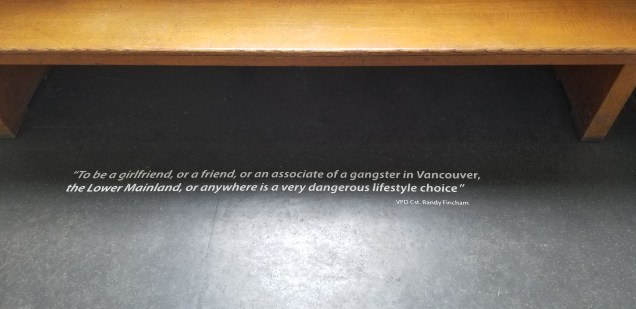 "To be a girlfriend, or a friend, or an associate of a gangster in Vancouver,
the Lower Mainland, or anywhere is a very dangerous lifestyle choice"
VPD Cst. Randy Fincham